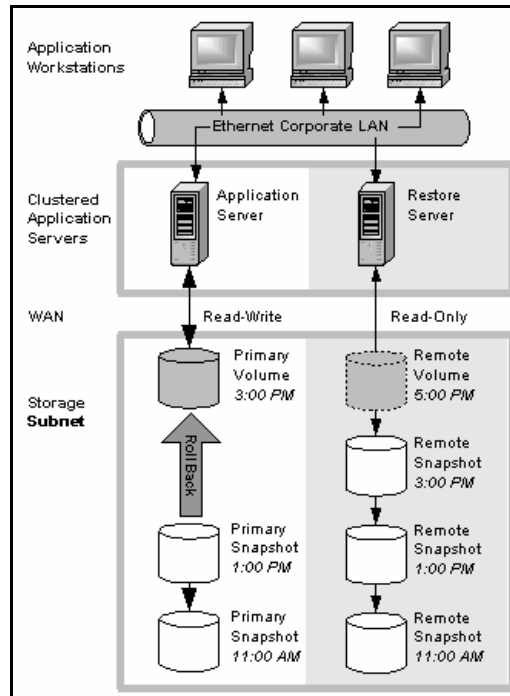 Application
Workstations
Ethernet Corporate LAN
Clustered
Application
Servers
Application
Server
Restore
Server
WAN
Read-Write
Read-Only
Storage
Subnet
Primary
Volume
3:00 PM
Remote
Volume
5:00 PM
Roll Back
Remote
Snapshot
3:00 PM
Primary
Snapshot
1:00 PM
Remote
Snapshot
1:00 PM
Primary
Snapshot
11:00 AM
Remote
Snapshot
11:00 AM